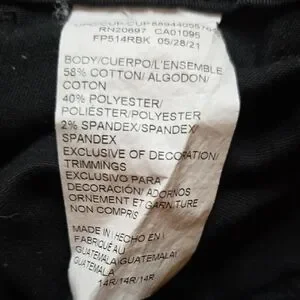 RN20697 CA01095
FP514RBK 05/28/21
BODY/CUERPO/L'ENSEMBLE
58% COTTON/ ALGODON/
COTON
40% POLYESTER/
POLIÉSTER/POLYESTER
2% SPANDEX/SPANDEX/
SPANDEX
EXCLUSIVE OF DECORATION/
TRIMMINGS
EXCLUSIVO PARA
DECORACIÓN/ ADORNOS
ORNEMENT ET GARNITURE
NON COMPRIS
MADE IN / HECHO EN /
FABRIQUÉ AU
GUATEMALA/GUATEMALA/
GUATEMALA
14R/14R/14R